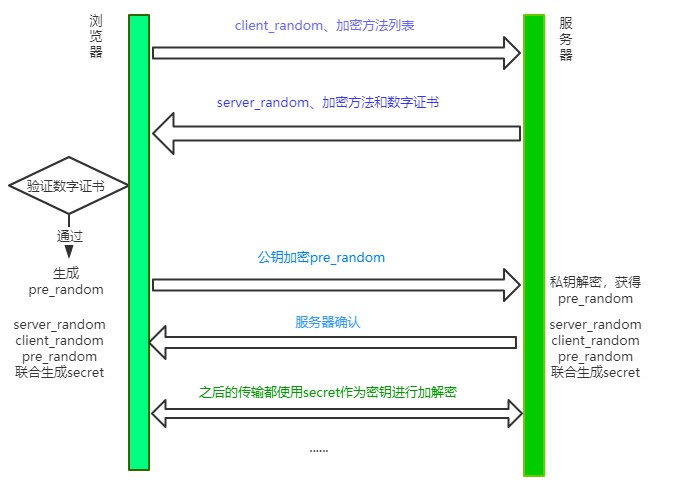 浏览器
服务器
client_random、加密方法列表
server_random、加密方法和数字证书
验证数字证书
通过
生成
pre_random
公钥加密pre_random
私钥解密，获得
pre_random
server_random
client_random
pre_random
联合生成secret
服务器确认
server_random
client_random
pre_random
联合生成secret
之后的传输都使用secret作为密钥进行加解密
......